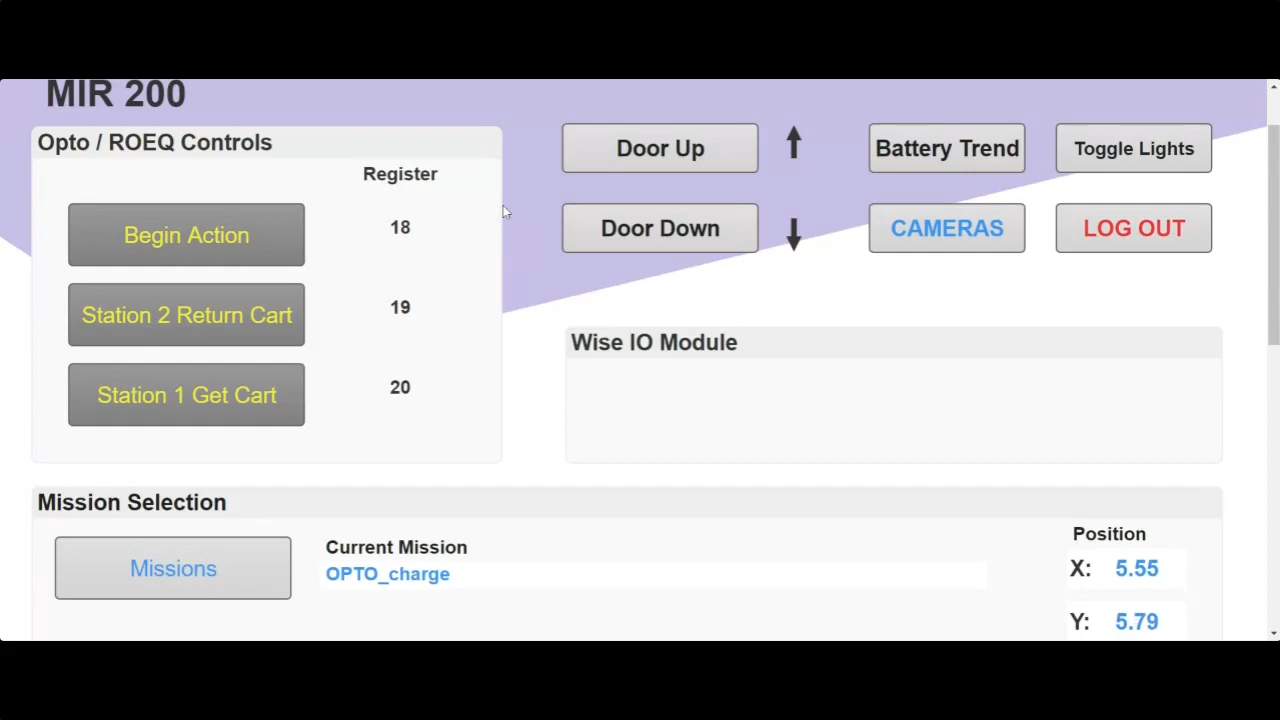 MIR 200
Opto / ROEQ Controls
Register
Begin Action
18
Station 2 Return Cart
19
Station 1 Get Cart
20
Door Up
Battery Trend
Toggle Lights
Door Down
CAMERAS
LOG OUT
Wise IO Module
Mission Selection
Missions
Current Mission
OPTO_charge
Position
X: 5.55
Y: 5.79